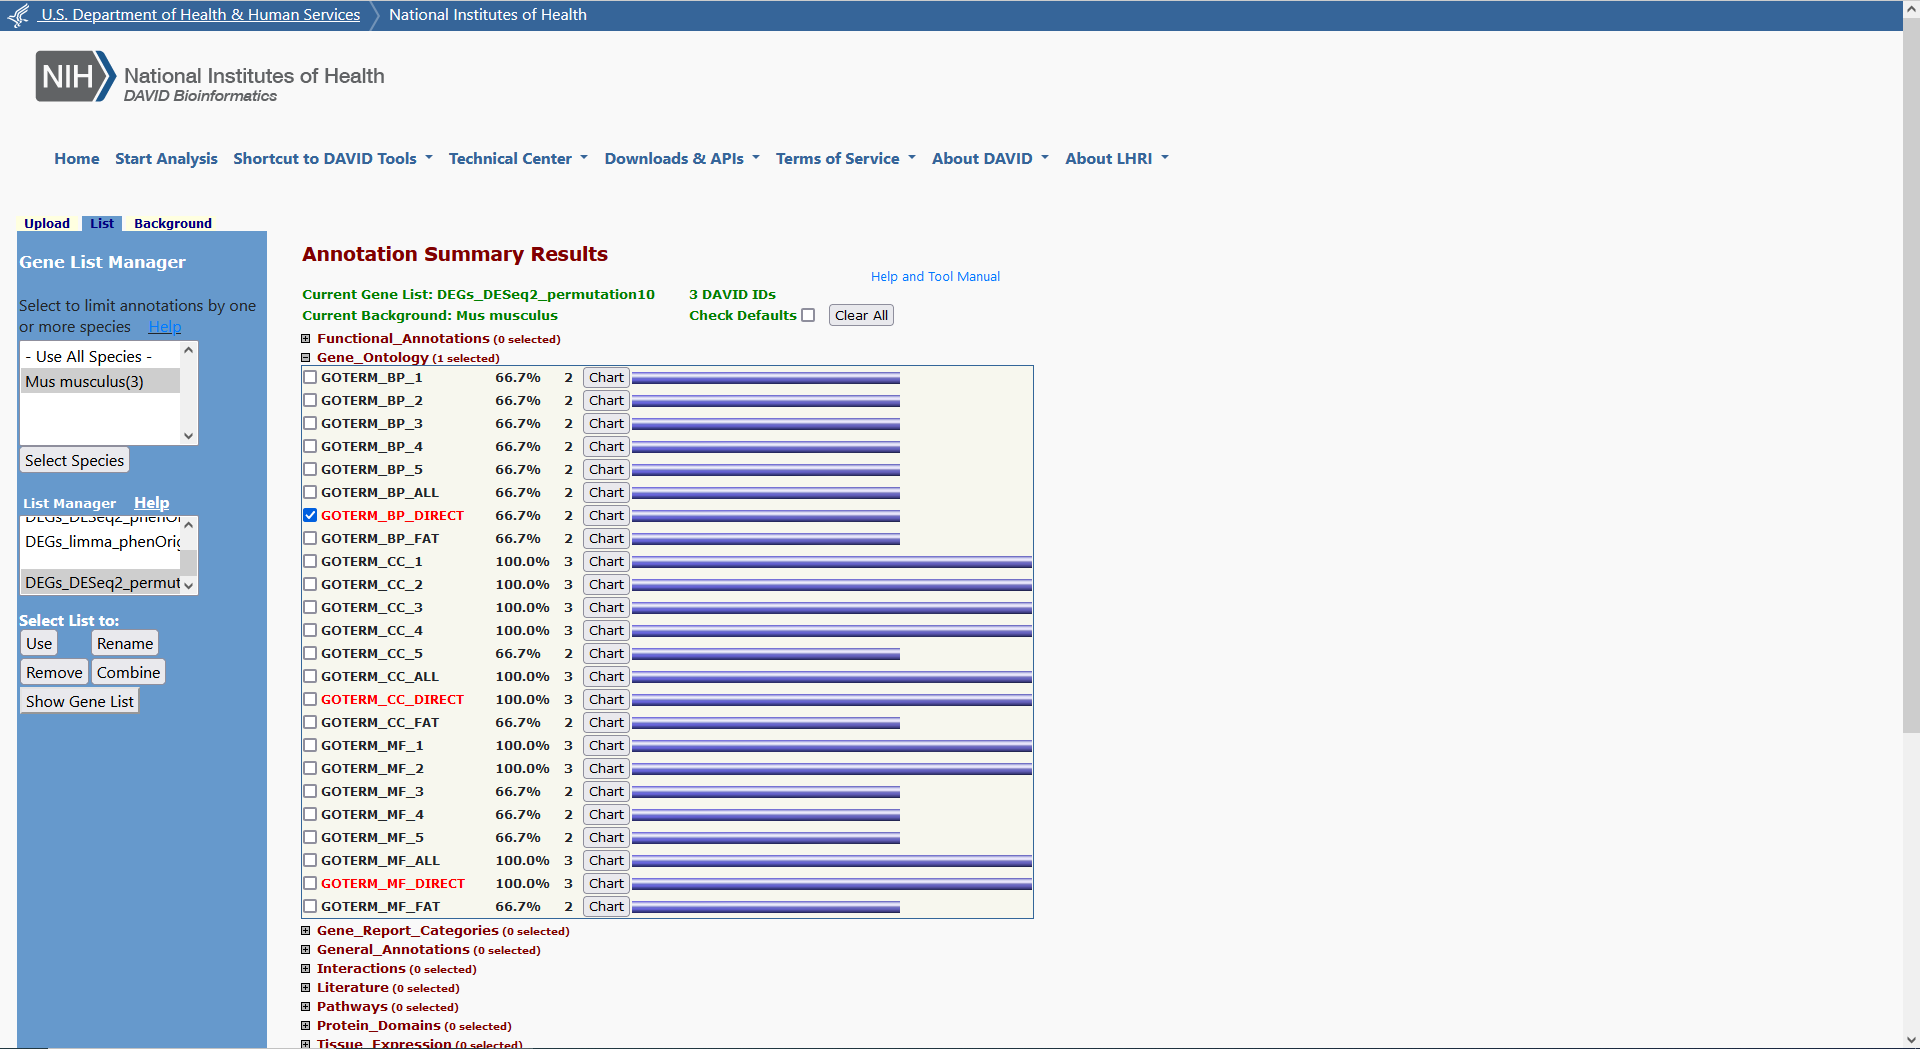 U.S. Department of Health & Human Services National Institutes of Health
NIH National Institutes of Health
DAVID Bioinformatics
Home Start Analysis Shortcut to DAVID Tools Technical Center Downloads & APIs Terms of Service About DAVID About LHRI
Upload List Background
Gene List Manager
Select to limit annotations by one
or more species Help
- Use All Species -
Mus musculus(3)
Select Species
List Manager Help
DEGs_limma_phenOrig
DEGs_DESeq2_permut
Select List to:
Use Rename
Remove Combine
Show Gene List
Annotation Summary Results
Help and Tool Manual
Current Gene List: DEGs_DESeq2_permutation10 3 DAVID IDs
Current Background: Mus musculus Check Defaults Clear All
Functional_Annotations (0 selected)
Gene_Ontology (1 selected)
GOTERM_BP_1 66.7% 2 Chart
GOTERM_BP_2 66.7% 2 Chart
GOTERM_BP_3 66.7% 2 Chart
GOTERM_BP_4 66.7% 2 Chart
GOTERM_BP_5 66.7% 2 Chart
GOTERM_BP_ALL 66.7% 2 Chart
GOTERM_BP_DIRECT 66.7% 2 Chart
GOTERM_BP_FAT 66.7% 2 Chart
GOTERM_CC_1 100.0% 3 Chart
GOTERM_CC_2 100.0% 3 Chart
GOTERM_CC_3 100.0% 3 Chart
GOTERM_CC_4 100.0% 3 Chart
GOTERM_CC_5 66.7% 2 Chart
GOTERM_CC_ALL 100.0% 3 Chart
GOTERM_CC_DIRECT 100.0% 3 Chart
GOTERM_CC_FAT 66.7% 2 Chart
GOTERM_MF_1 100.0% 3 Chart
GOTERM_MF_2 100.0% 3 Chart
GOTERM_MF_3 66.7% 2 Chart
GOTERM_MF_4 66.7% 2 Chart
GOTERM_MF_5 66.7% 2 Chart
GOTERM_MF_ALL 100.0% 3 Chart
GOTERM_MF_DIRECT 100.0% 3 Chart
GOTERM_MF_FAT 66.7% 2 Chart
Gene_Report_Categories (0 selected)
General_Annotations (0 selected)
Interactions (0 selected)
Literature (0 selected)
Pathways (0 selected)
Protein_Domains (0 selected)
Tissue_Expression (0 selected)